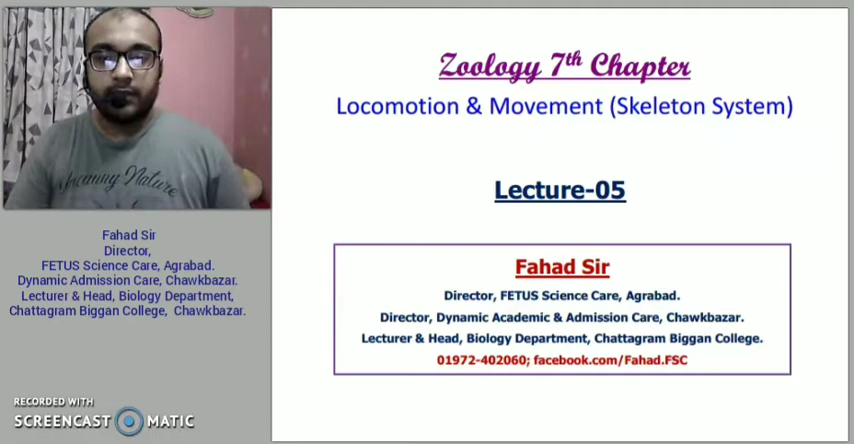 Uncanny Nature
Fahad Sir
Director,
FETUS Science Care, Agrabad.
Dynamic Admission Care, Chawkbazar.
Lecturer & Head, Biology Department,
Chattagram Biggan College, Chawkbazar.
RECORDED WITH
SCREENCAST MATIC
Zoology 7th Chapter
Locomotion & Movement (Skeleton System)
Lecture-05
Fahad Sir
Director, FETUS Science Care, Agrabad.
Director, Dynamic Academic & Admission Care, Chawkbazar.
Lecturer & Head, Biology Department, Chattagram Biggan College.
01972-402060; facebook.com/Fahad.FSC